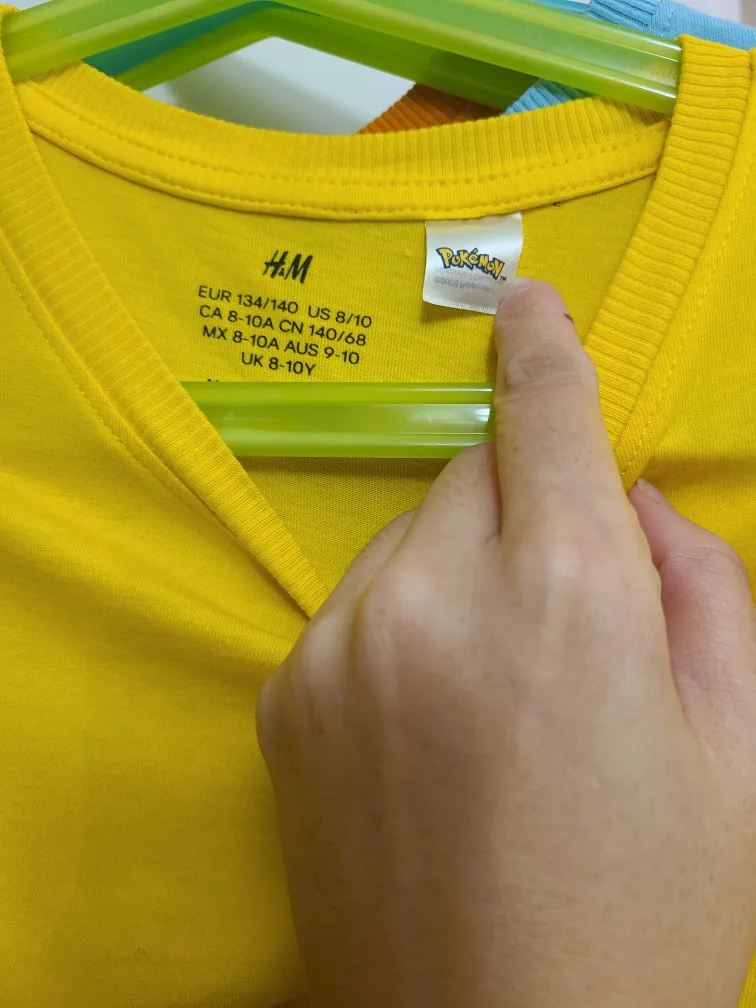 H&M
EUR 134/140 US 8/10
CA 8-10A CN 140/68
MX 8-10A AUS 9-10
UK 8-10Y
POKéMON™